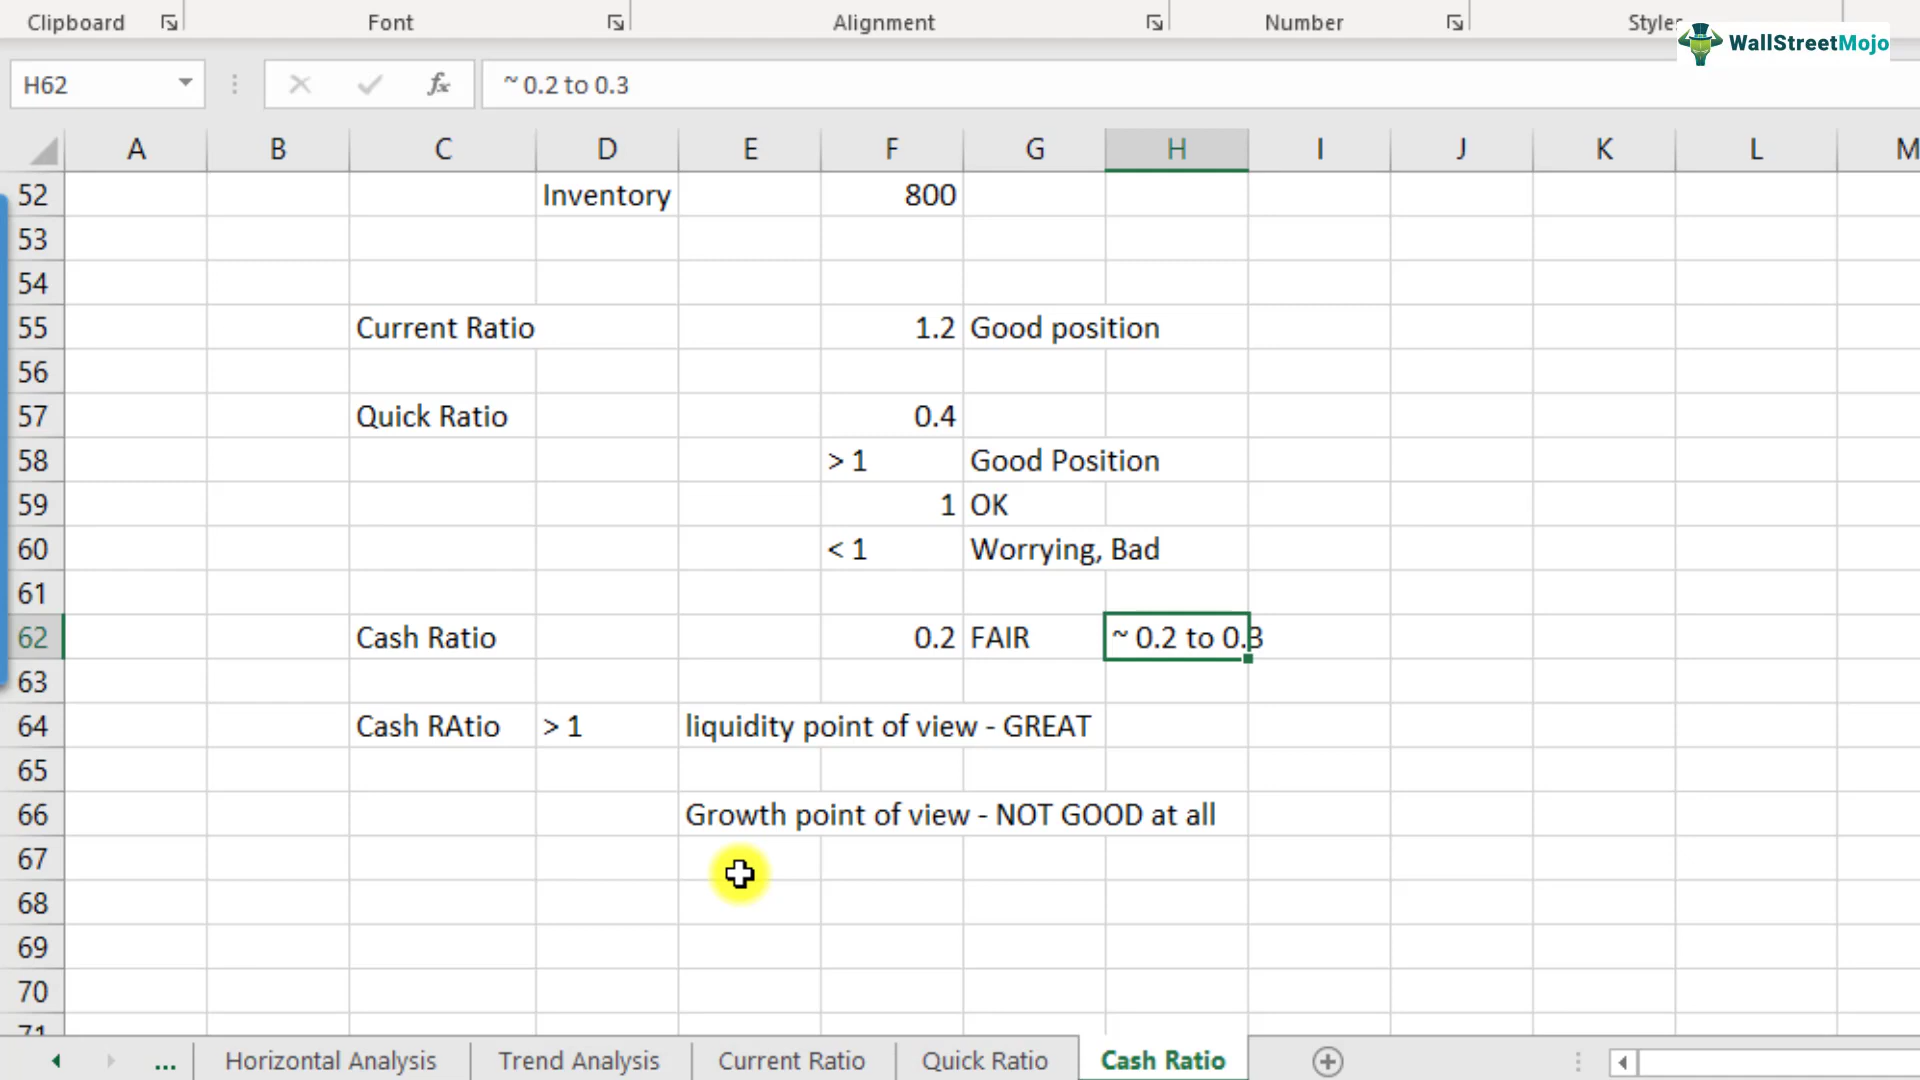 Clipboard Font Alignment Number Styles
WallStreetMojo
H62 fx ~ 0.2 to 0.3
A B C D E F G H I J K L M
52 Inventory 800
53
54
55 Current Ratio 1.2 Good position
56
57 Quick Ratio 0.4
58 > 1 Good Position
59 1 OK
60 < 1 Worrying, Bad
61
62 Cash Ratio 0.2 FAIR ~ 0.2 to 0.3
63
64 Cash RAtio > 1 liquidity point of view - GREAT
65
66 Growth point of view - NOT GOOD at all
67
68
69
70
71
... Horizontal Analysis Trend Analysis Current Ratio Quick Ratio Cash Ratio